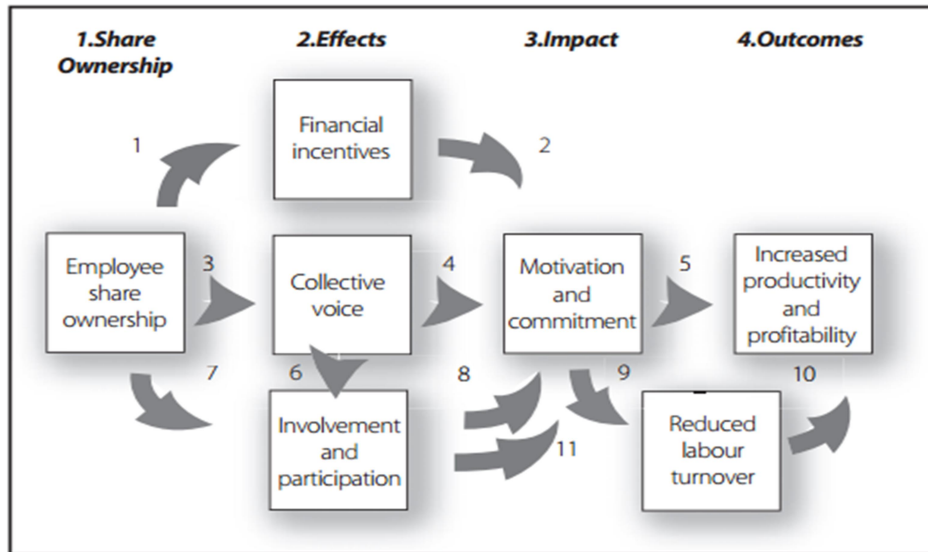 1.Share
Ownership
2.Effects
3.Impact
4.Outcomes
Financial
incentives
1
2
Employee
share
ownership
3
Collective
voice
4
Motivation
and
commitment
5
Increased
productivity
and
profitability
7
6
8
9
10
Involvement
and
participation
11
Reduced
labour
turnover